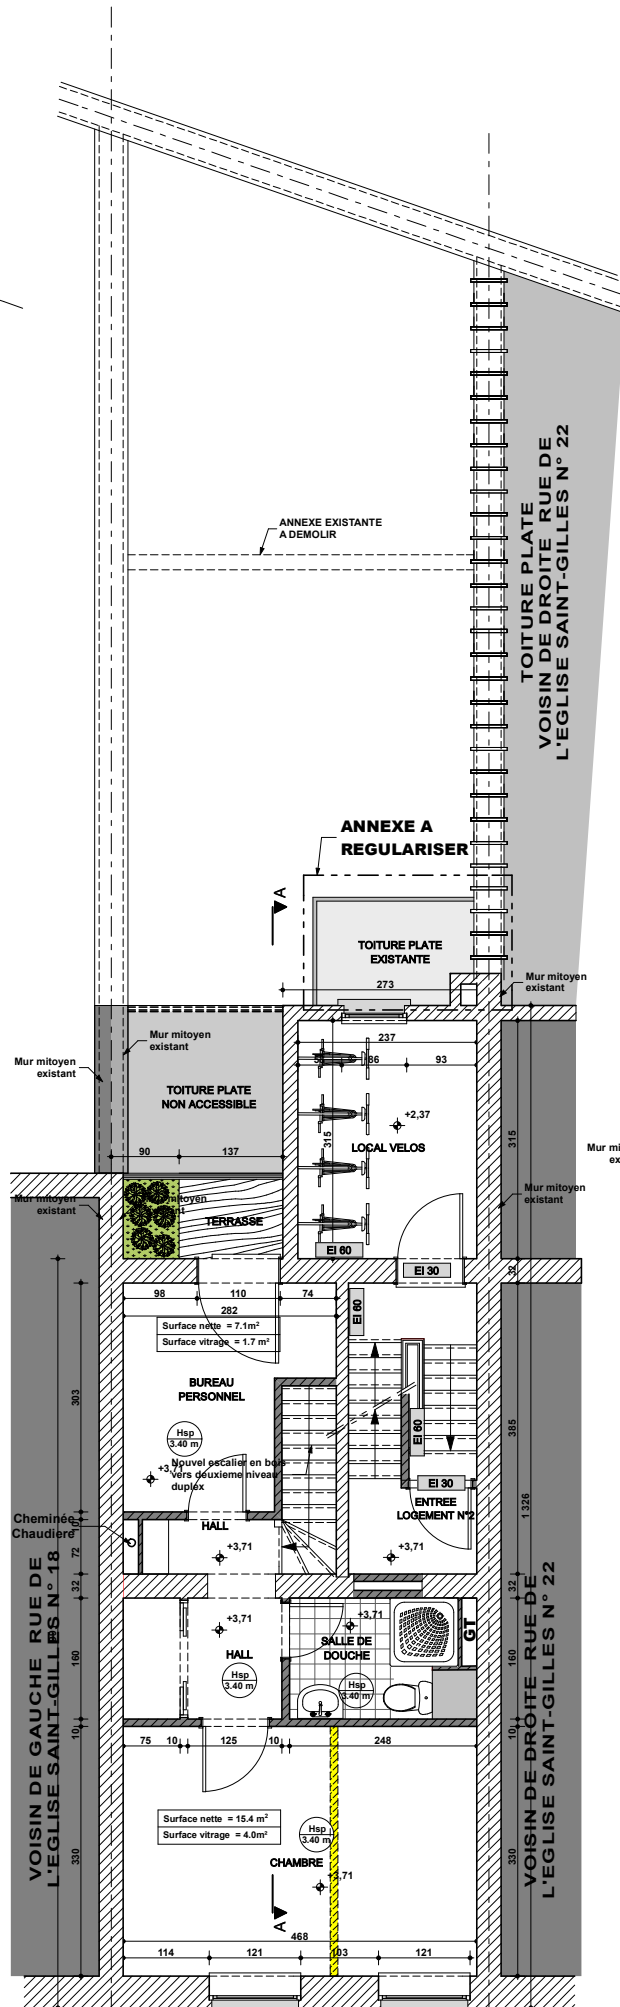 ANNEXE EXISTANTE
A DEMOLIR
TOITURE PLATE
VOISIN DE DROITE RUE DE
L'EGLISE SAINT-GILLES N° 22
ANNEXE A
REGULARISER
A
TOITURE PLATE
EXISTANTE
273
Mur mitoyen
existant
Mur mitoyen
existant
Mur mitoyen
existant
237
86
93
TOITURE PLATE
NON ACCESSIBLE
+2,37
LOCAL VELOS
315
315
90
137
Mur mitoyen
existant
Mur mitoyen
existant
TERRASSE
EI 60
EI 30
32
98
110
74
282
EI 60
Surface nette = 7.1m²
Surface vitrage = 1.7 m²
BUREAU
PERSONNEL
303
385
1 326
Hsp
3.40 m
+3,71
Nouvel escalier en bois
vers deuxieme niveau
duplex
EI 60
EI 30
ENTREE
LOGEMENT N°2
Cheminée
Chaudiere
10
HALL
72
+3,71
+3,71
32
32
+3,71
+3,71
SALLE DE
DOUCHE
GT
HALL
160
160
Hsp
3.40 m
Hsp
3.40 m
10
10
75
10
125
10
248
VOISIN DE GAUCHE RUE DE
L'EGLISE SAINT-GILLES N° 18
VOISIN DE DROITE RUE DE
L'EGLISE SAINT-GILLES N° 22
Surface nette = 15.4 m²
Surface vitrage = 4.0m²
Hsp
3.40 m
CHAMBRE
+3,71
330
330
A
468
114
121
103
121